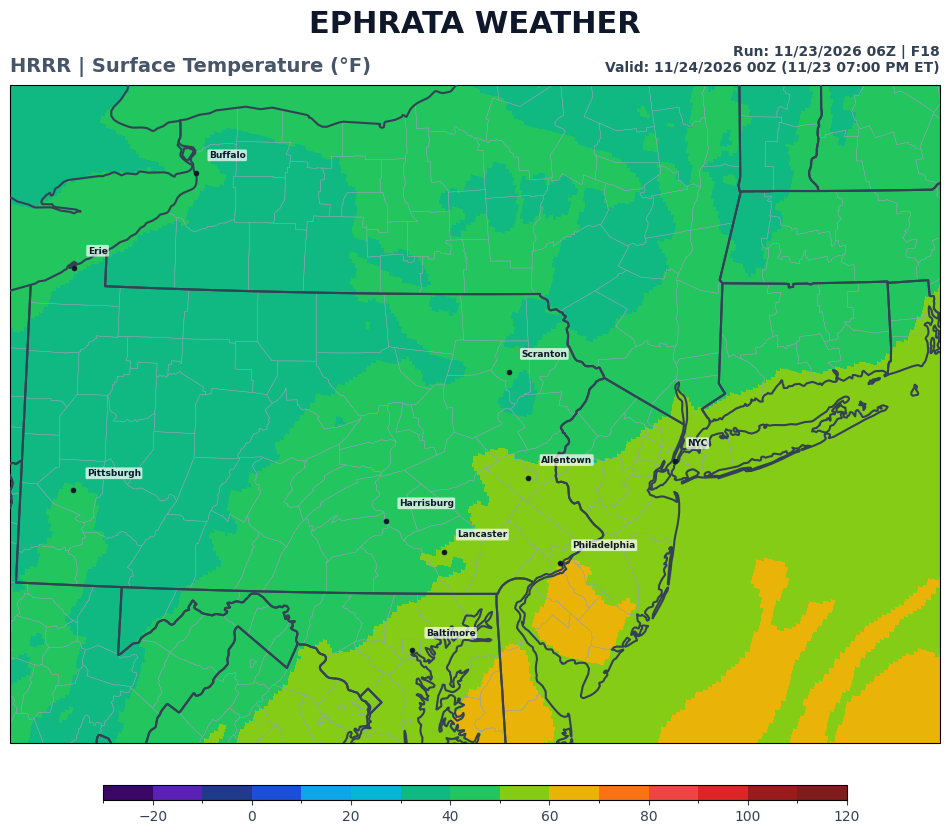 EPHRATA WEATHER
HRRR | Surface Temperature (°F)
Run: 11/23/2026 06Z | F18
Valid: 11/24/2026 00Z (11/23 07:00 PM ET)
Buffalo
Erie
Scranton
NYC
Allentown
Pittsburgh
Harrisburg
Lancaster
Philadelphia
Baltimore
−20 0 20 40 60 80 100 120